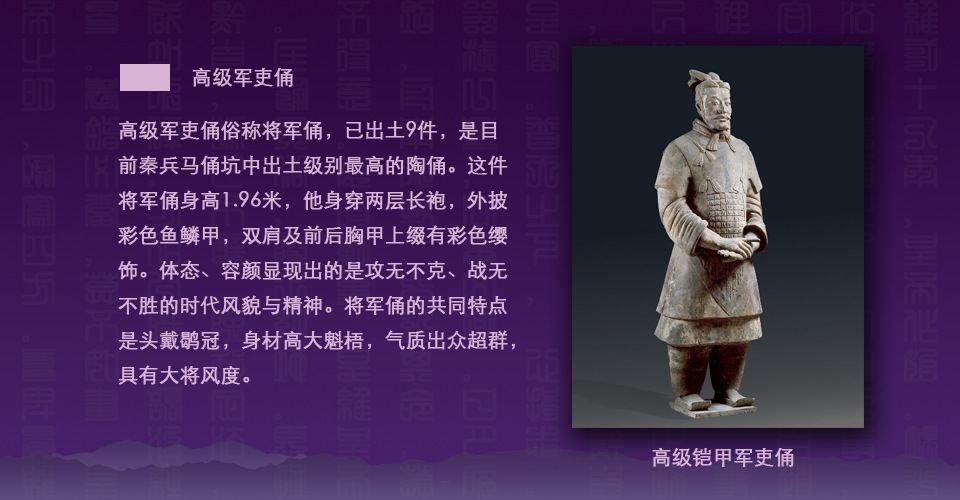 高级军吏俑
高级军吏俑俗称将军俑，已出土9件，是目
前秦兵马俑坑中出土级别最高的陶俑。这件
将军俑身高1.96米，他身穿两层长袍，外披
彩色鱼鳞甲，双肩及前后胸甲上缀有彩色缨
饰。体态、容颜显现出的是攻无不克、战无
不胜的时代风貌与精神。将军俑的共同特点
是头戴鹖冠，身材高大魁梧，气质出众超群，
具有大将风度。
高级铠甲军吏俑